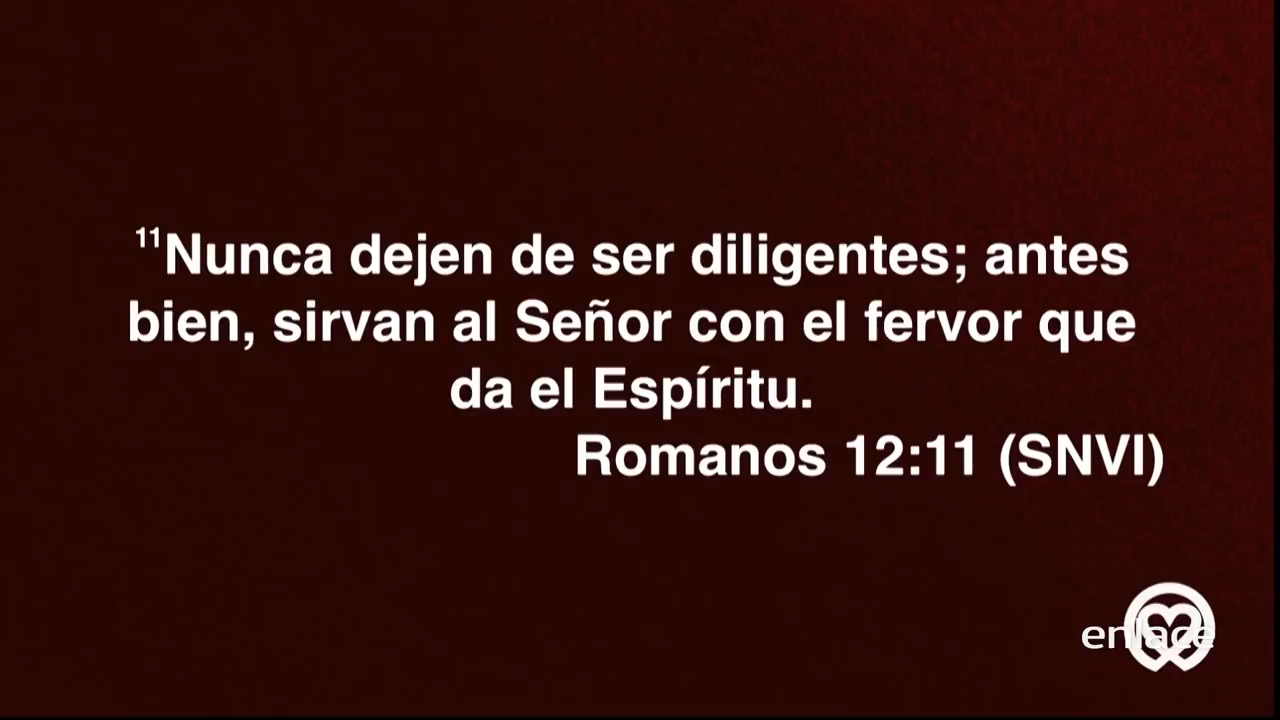 ¹¹Nunca dejen de ser diligentes; antes
bien, sirvan al Señor con el fervor que
da el Espíritu.
Romanos 12:11 (SNVI)
enlace